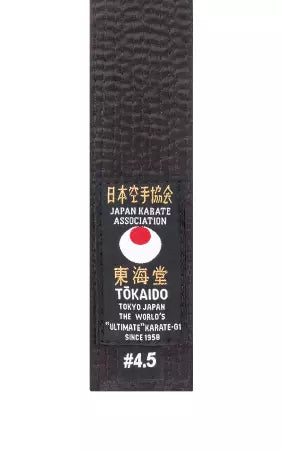 日本空手協会
JAPAN KARATE
ASSOCIATION
東海堂
TŌKAIDO
TOKYO JAPAN
THE WORLD'S
"ULTIMATE" KARATE-GI
SINCE 1958
#4.5